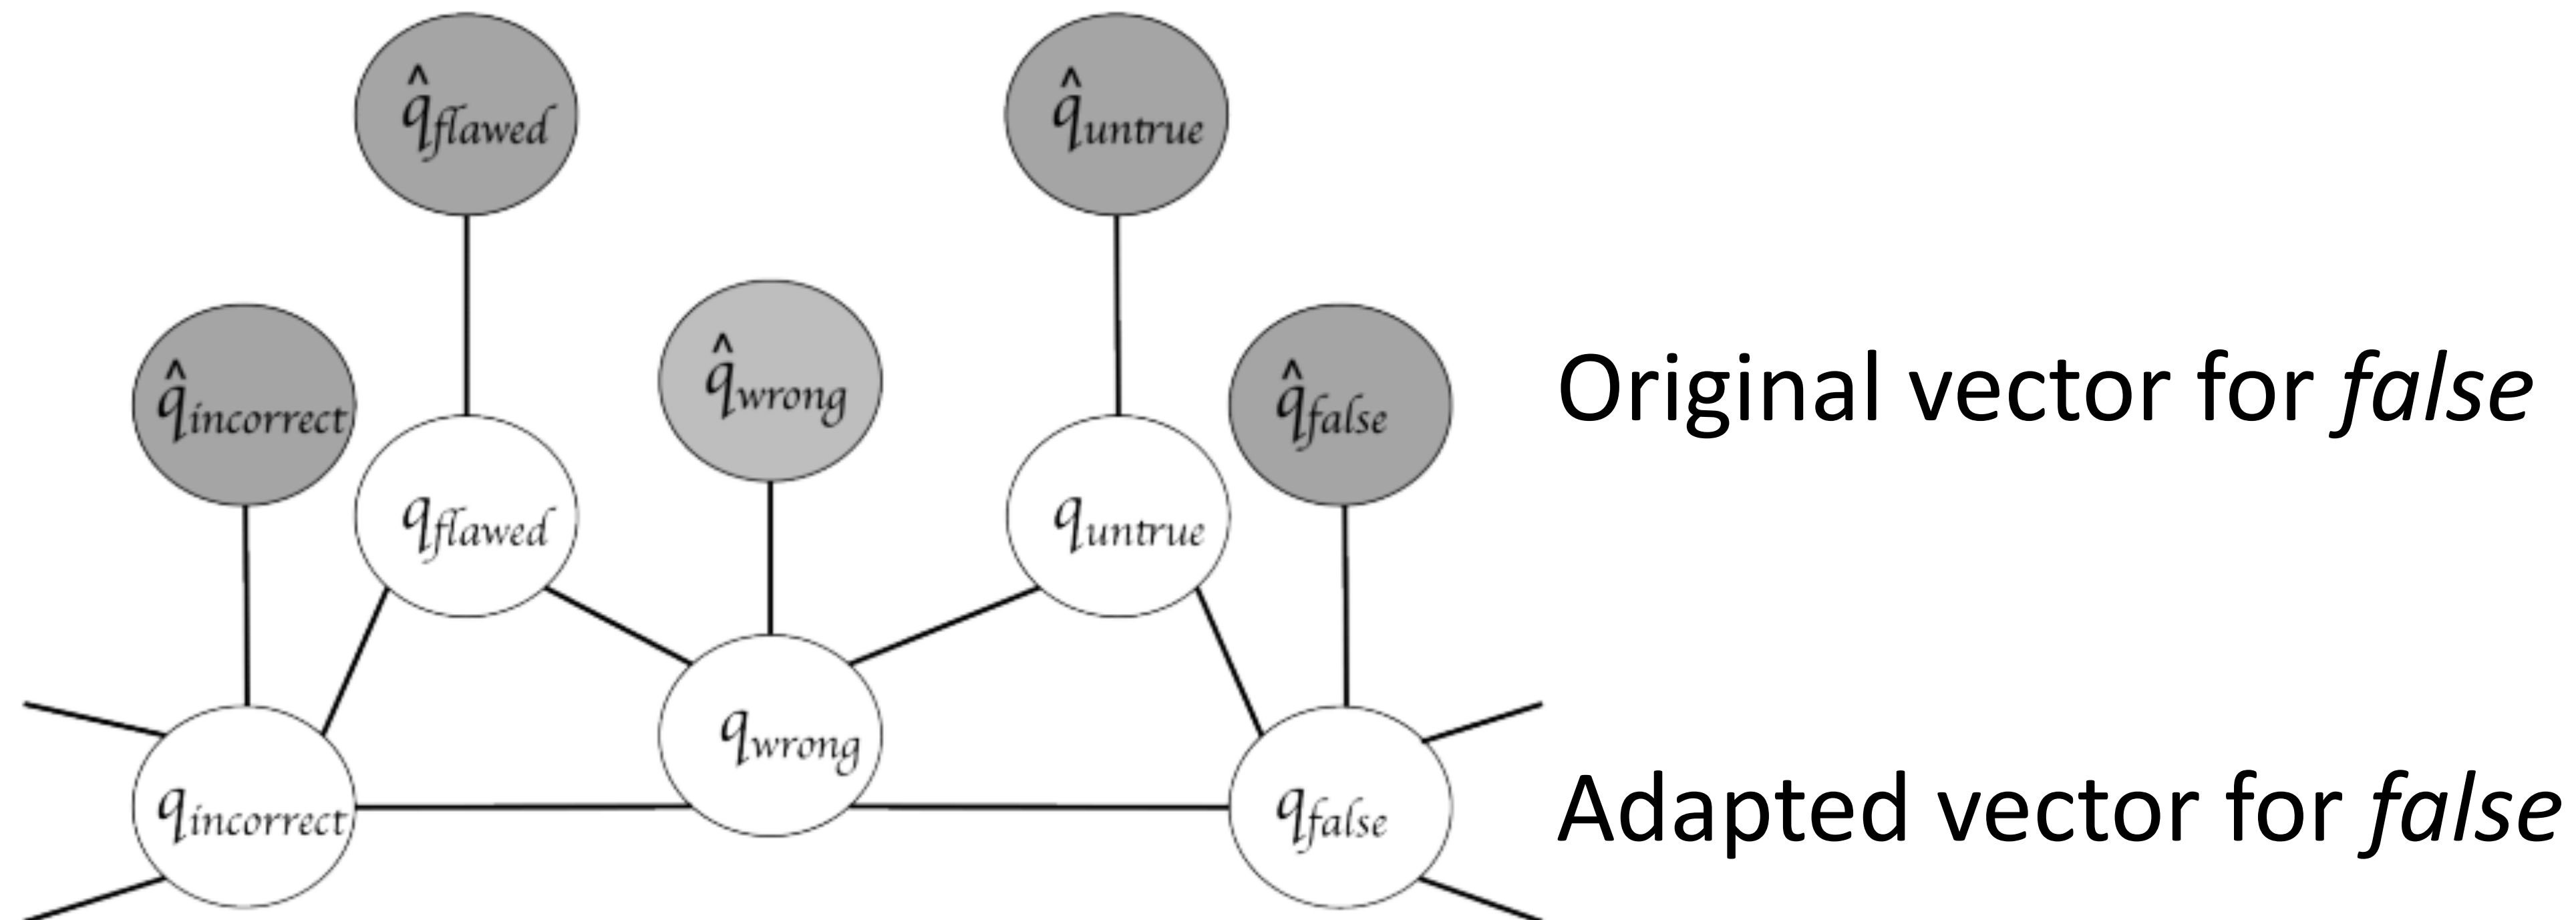 q̂flawed
q̂untrue
q̂incorrect
q̂wrong
q̂false
Original vector for false
qflawed
quntrue
qwrong
qincorrect
qfalse
Adapted vector for false